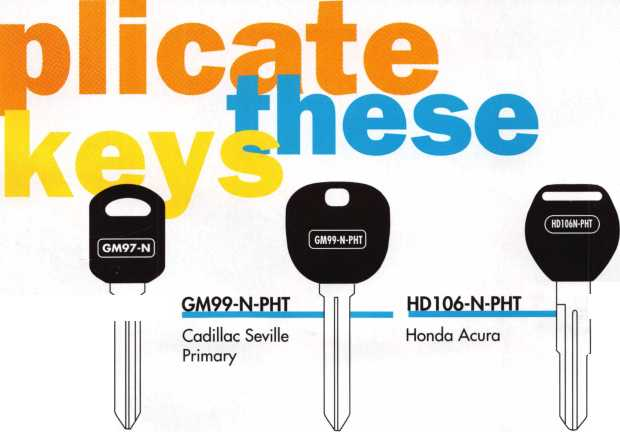 plicate
these
keys
GM97-N
GM99-N-PHT
HD106N-PHT
GM99-N-PHT
Cadillac Seville
Primary
HD106-N-PHT
Honda Acura